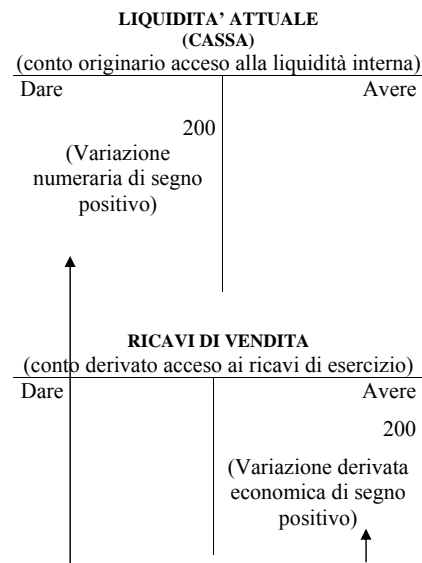 LIQUIDITA' ATTUALE
(CASSA)
(conto originario acceso alla liquidità interna)
Dare Avere
200
(Variazione
numeraria di segno
positivo)
RICAVI DI VENDITA
(conto derivato acceso ai ricavi di esercizio)
Dare Avere
200
(Variazione derivata
economica di segno
positivo)